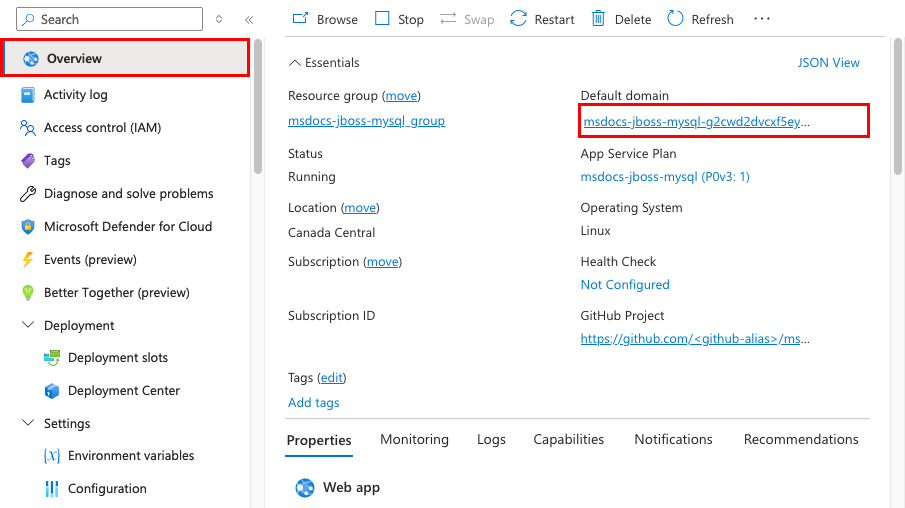 Search
Overview
Activity log
Access control (IAM)
Tags
Diagnose and solve problems
Microsoft Defender for Cloud
Events (preview)
Better Together (preview)
Deployment
Deployment slots
Deployment Center
Settings
Environment variables
Configuration
Browse Stop Swap Restart Delete Refresh ...
Essentials JSON View
Resource group (move)
msdocs-jboss-mysql_group
Status
Running
Location (move)
Canada Central
Subscription (move)
Subscription ID
Default domain
msdocs-jboss-mysql-g2cwd2dvcxf5ey...
App Service Plan
msdocs-jboss-mysql (P0v3: 1)
Operating System
Linux
Health Check
Not Configured
GitHub Project
https://github.com/<github-alias>/ms...
Tags (edit)
Add tags
Properties Monitoring Logs Capabilities Notifications Recommendations
Web app